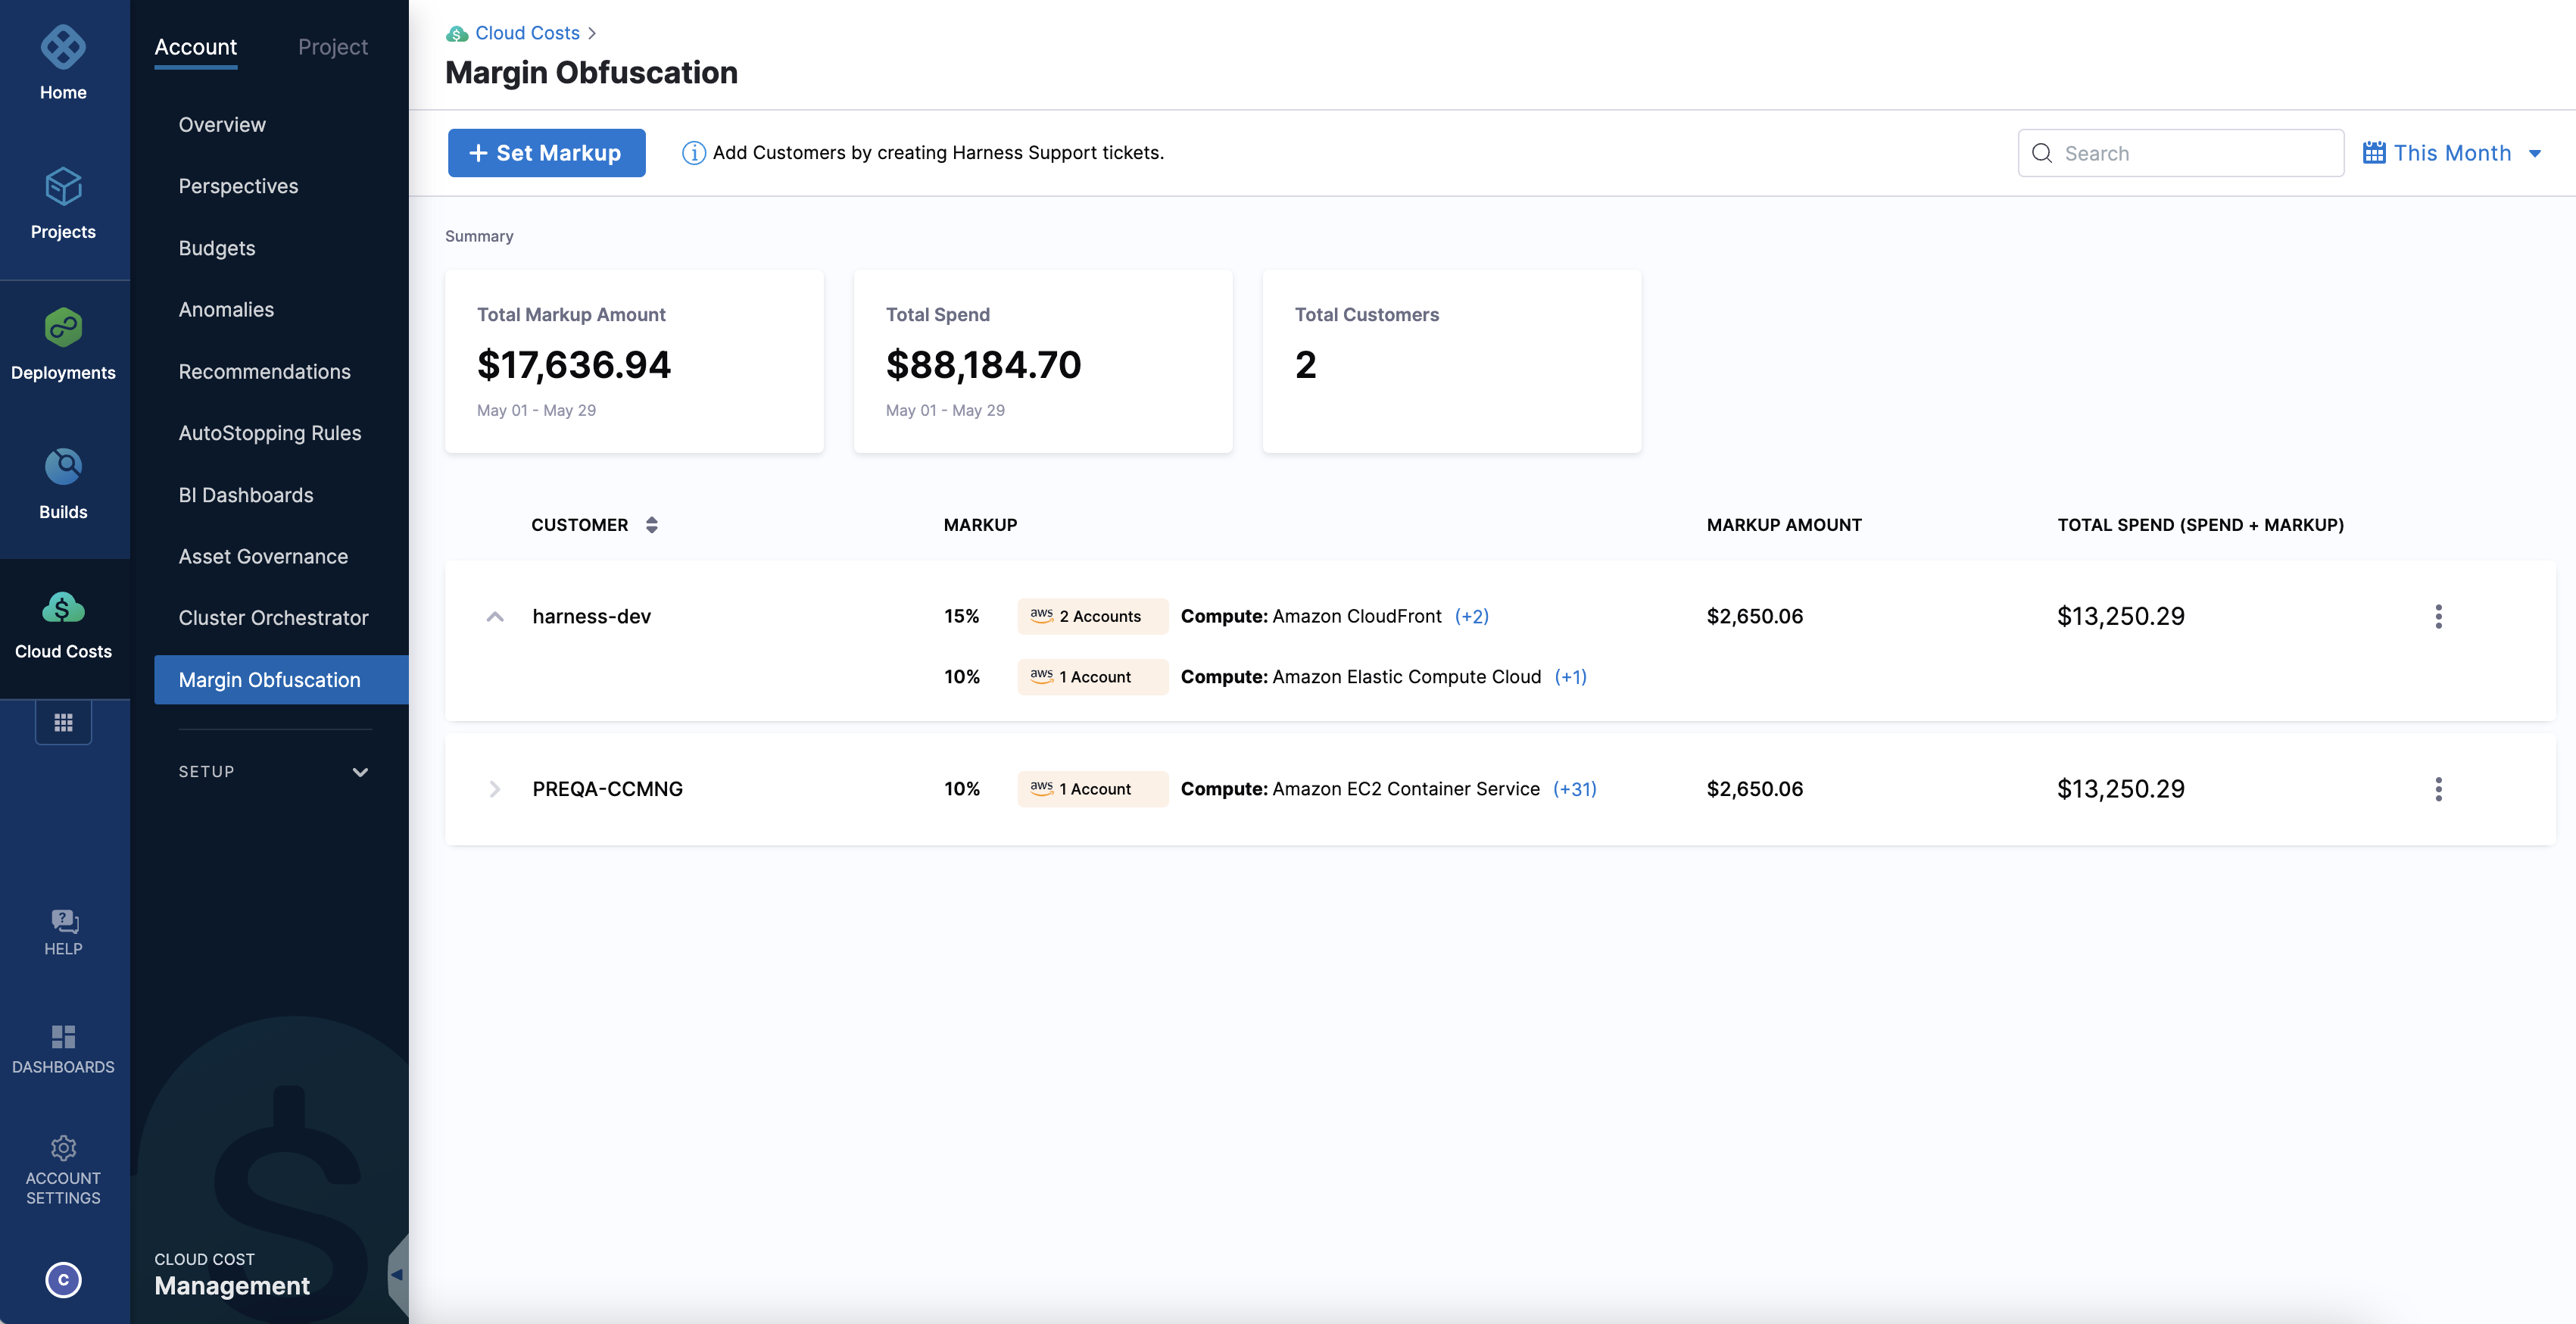 Home
Projects
Deployments
Builds
Cloud Costs
HELP
DASHBOARDS
ACCOUNT
SETTINGS
C
Account Project
Overview
Perspectives
Budgets
Anomalies
Recommendations
AutoStopping Rules
BI Dashboards
Asset Governance
Cluster Orchestrator
Margin Obfuscation
SETUP
CLOUD COST
Management
Cloud Costs
Margin Obfuscation
+ Set Markup Add Customers by creating Harness Support tickets. Search This Month
Summary
Total Markup Amount
$17,636.94
May 01 - May 29
Total Spend
$88,184.70
May 01 - May 29
Total Customers
2
CUSTOMER MARKUP MARKUP AMOUNT TOTAL SPEND (SPEND + MARKUP)
harness-dev 15% aws 2 Accounts Compute: Amazon CloudFront (+2) $2,650.06 $13,250.29
10% aws 1 Account Compute: Amazon Elastic Compute Cloud (+1)
PREQA-CCMNG 10% aws 1 Account Compute: Amazon EC2 Container Service (+31) $2,650.06 $13,250.29